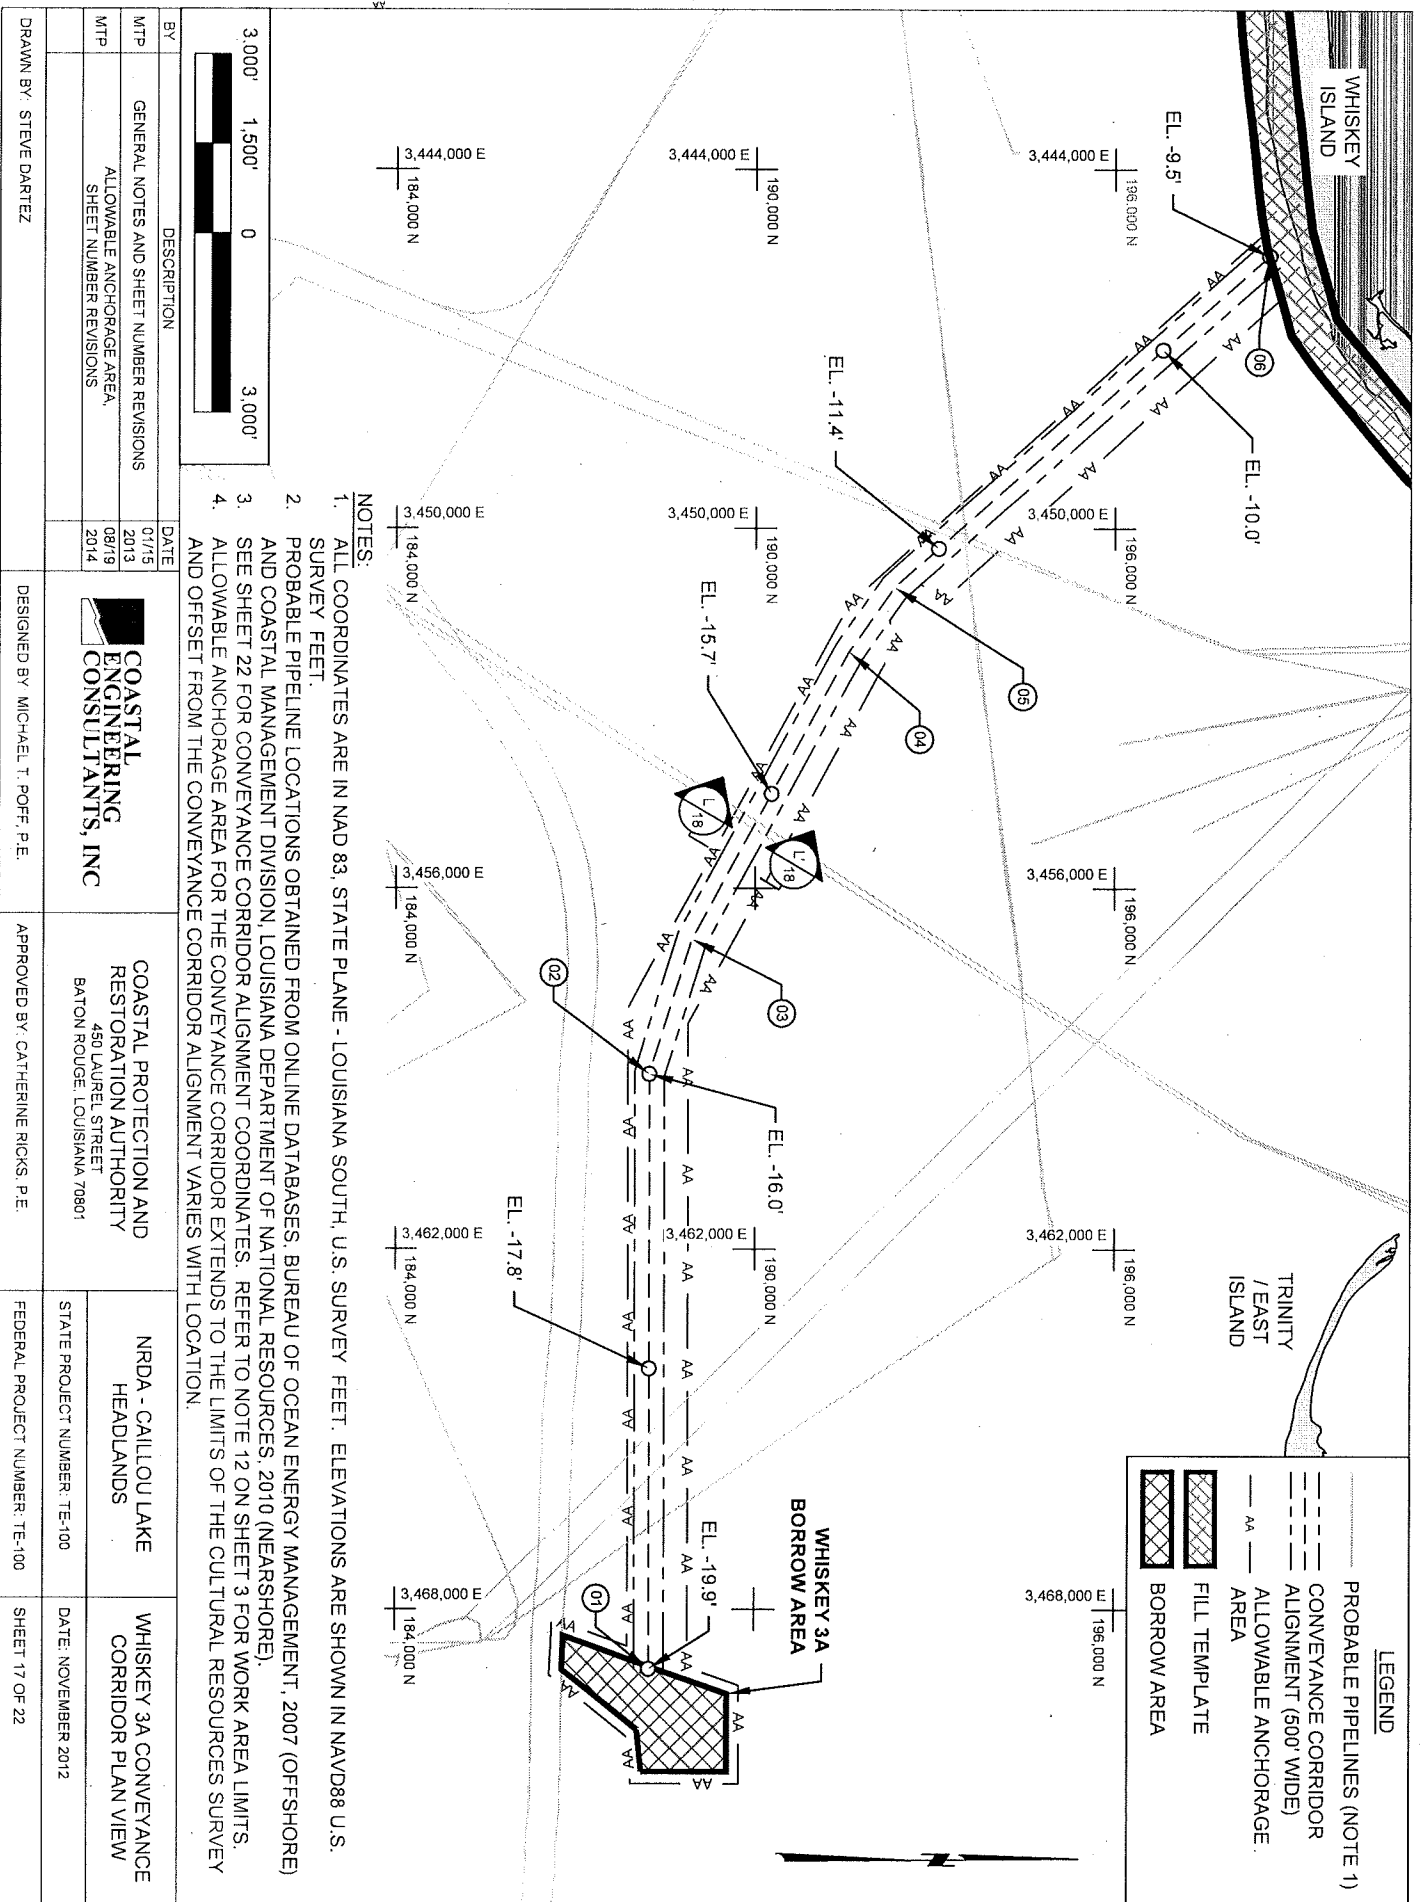 WHISKEY
ISLAND
EL. -9.5'
06
EL. -10.0'
EL. -11.4'
05
04
EL. -15.7'
L
18
L'
18
03
02
EL. -16.0'
EL. -17.8'
EL. -19.9'
01
WHISKEY 3A
BORROW AREA
TRINITY
/ EAST
ISLAND
3,444,000 E
196,000 N
3,450,000 E
196,000 N
3,456,000 E
196,000 N
3,462,000 E
196,000 N
3,468,000 E
196,000 N
3,444,000 E
190,000 N
3,450,000 E
190,000 N
3,462,000 E
190,000 N
3,444,000 E
184,000 N
3,450,000 E
184,000 N
3,456,000 E
184,000 N
3,462,000 E
184,000 N
3,468,000 E
184,000 N
AA
LEGEND
PROBABLE PIPELINES (NOTE 1)
CONVEYANCE CORRIDOR
ALIGNMENT (500' WIDE)
AA
ALLOWABLE ANCHORAGE
AREA
FILL TEMPLATE
BORROW AREA
3,000' 1,500' 0 3,000'
NOTES:
1. ALL COORDINATES ARE IN NAD 83, STATE PLANE - LOUISIANA SOUTH, U.S. SURVEY FEET. ELEVATIONS ARE SHOWN IN NAVD88 U.S.
SURVEY FEET.
2. PROBABLE PIPELINE LOCATIONS OBTAINED FROM ONLINE DATABASES, BUREAU OF OCEAN ENERGY MANAGEMENT, 2007 (OFFSHORE)
AND COASTAL MANAGEMENT DIVISION, LOUISIANA DEPARTMENT OF NATIONAL RESOURCES, 2010 (NEARSHORE).
3. SEE SHEET 22 FOR CONVEYANCE CORRIDOR ALIGNMENT COORDINATES. REFER TO NOTE 12 ON SHEET 3 FOR WORK AREA LIMITS.
4. ALLOWABLE ANCHORAGE AREA FOR THE CONVEYANCE CORRIDOR EXTENDS TO THE LIMITS OF THE CULTURAL RESOURCES SURVEY
AND OFFSET FROM THE CONVEYANCE CORRIDOR ALIGNMENT VARIES WITH LOCATION.
BY DESCRIPTION DATE
MTP GENERAL NOTES AND SHEET NUMBER REVISIONS 01/15 2013
MTP ALLOWABLE ANCHORAGE AREA, 08/19
SHEET NUMBER REVISIONS 2014
DRAWN BY: STEVE DARTEZ
COASTAL
ENGINEERING
CONSULTANTS, INC
DESIGNED BY: MICHAEL T. POFF, P.E.
COASTAL PROTECTION AND
RESTORATION AUTHORITY
450 LAUREL STREET
BATON ROUGE, LOUISIANA 70801
APPROVED BY: CATHERINE RICKS, P.E.
NRDA - CAILLOU LAKE
HEADLANDS
STATE PROJECT NUMBER: TE-100
FEDERAL PROJECT NUMBER: TE-100
WHISKEY 3A CONVEYANCE
CORRIDOR PLAN VIEW
DATE: NOVEMBER 2012
SHEET 17 OF 22